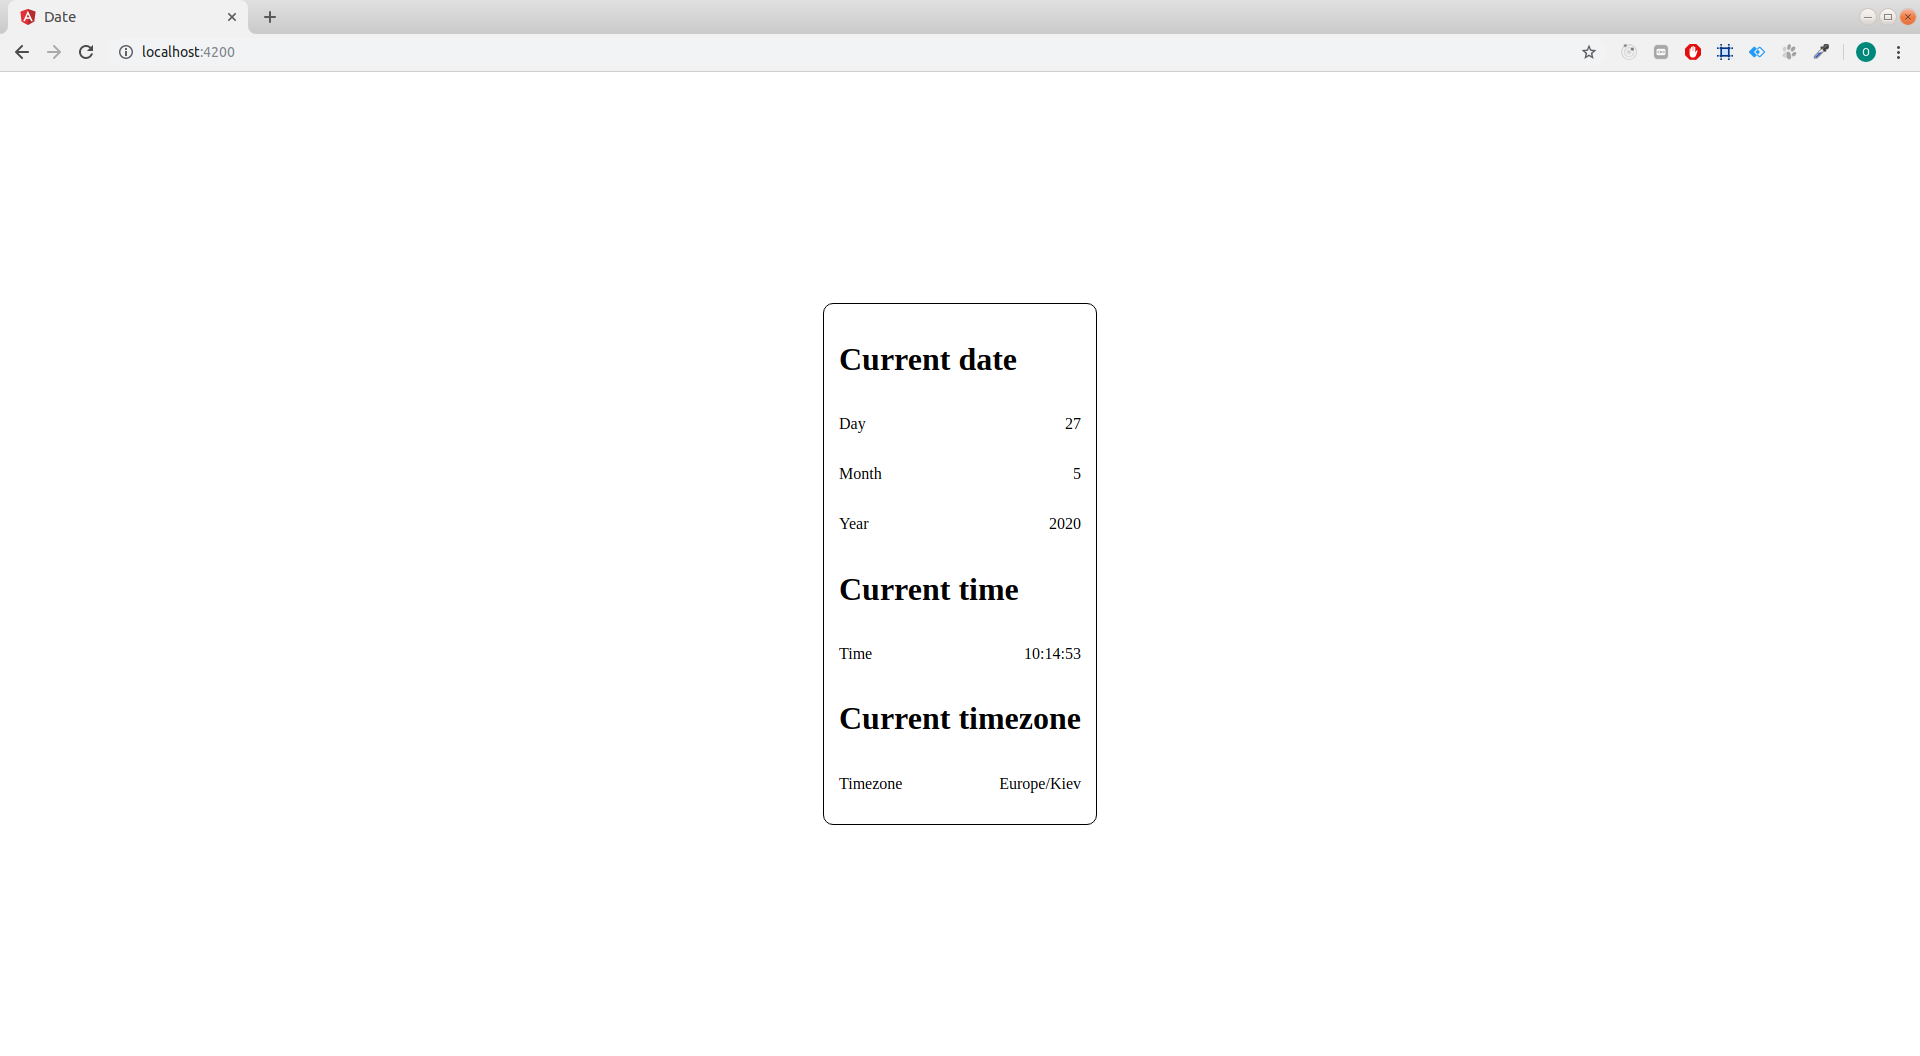 Date
localhost:4200
O
Current date
Day 27
Month 5
Year 2020
Current time
Time 10:14:53
Current timezone
Timezone Europe/Kiev